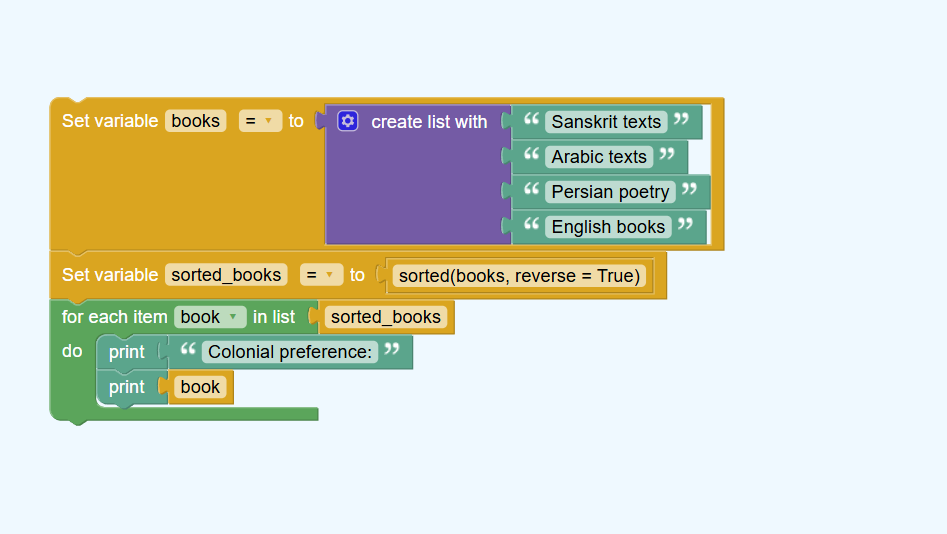 Set variable books = to create list with “ Sanskrit texts ”
“ Arabic texts ”
“ Persian poetry ”
“ English books ”
Set variable sorted_books = to sorted(books, reverse = True)
for each item book in list sorted_books
do print “ Colonial preference: ”
print book